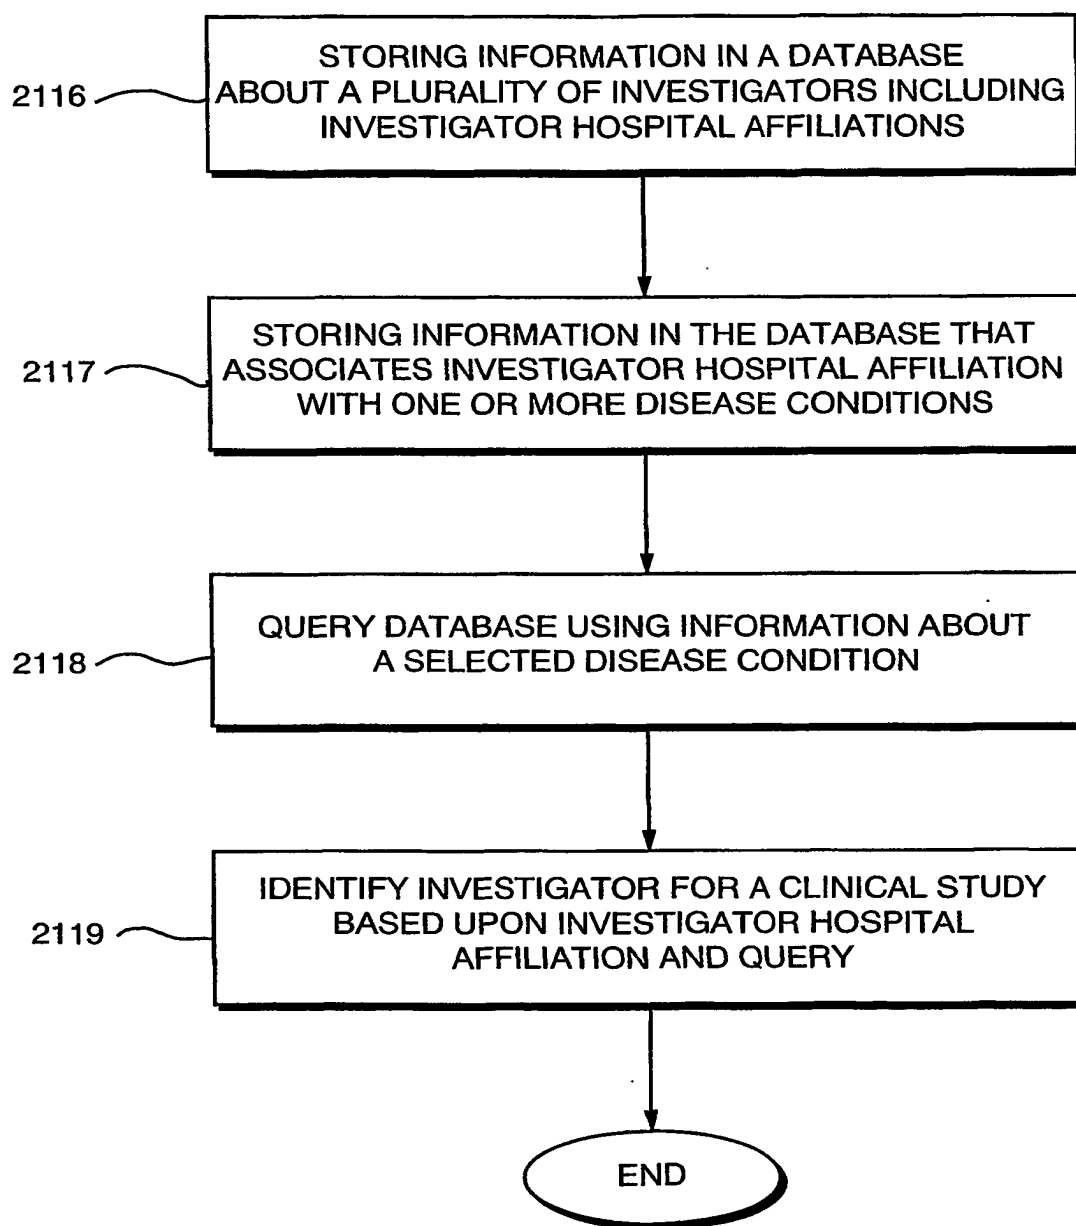 2116
STORING INFORMATION IN A DATABASE
ABOUT A PLURALITY OF INVESTIGATORS INCLUDING
INVESTIGATOR HOSPITAL AFFILIATIONS
2117
STORING INFORMATION IN THE DATABASE THAT
ASSOCIATES INVESTIGATOR HOSPITAL AFFILIATION
WITH ONE OR MORE DISEASE CONDITIONS
2118
QUERY DATABASE USING INFORMATION ABOUT
A SELECTED DISEASE CONDITION
2119
IDENTIFY INVESTIGATOR FOR A CLINICAL STUDY
BASED UPON INVESTIGATOR HOSPITAL
AFFILIATION AND QUERY
END